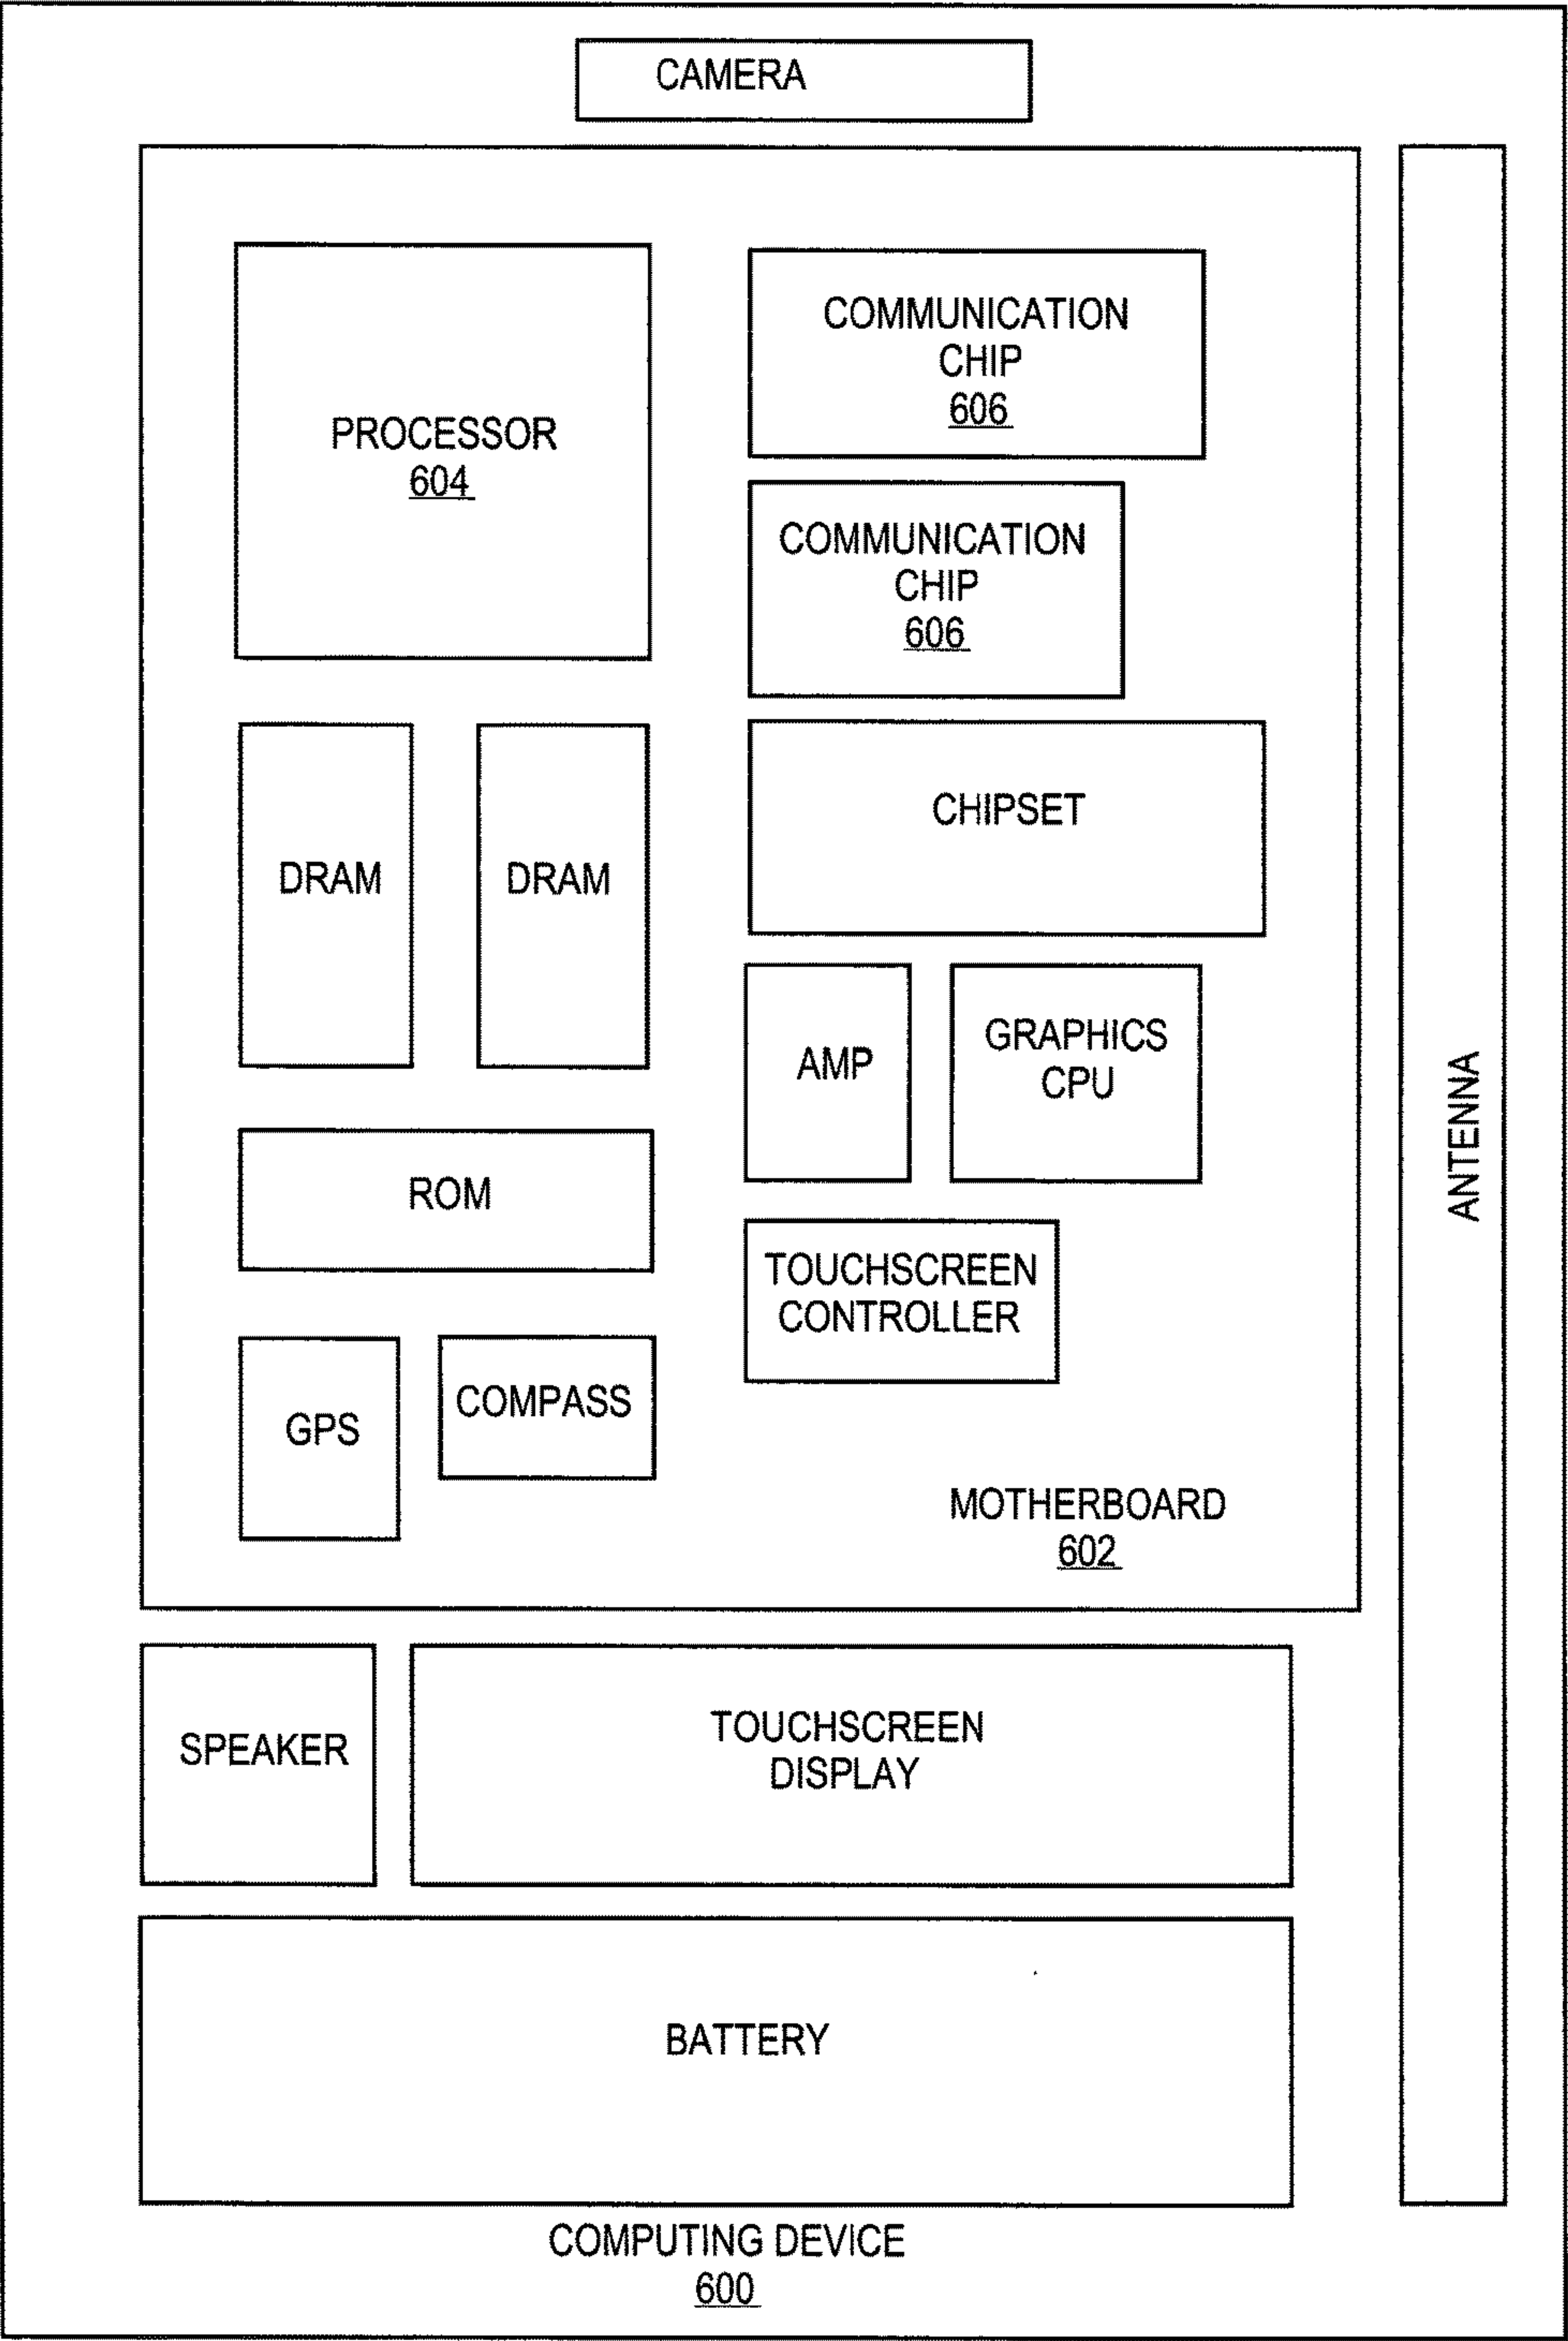 CAMERA
PROCESSOR
604
COMMUNICATION
CHIP
606
COMMUNICATION
CHIP
606
DRAM
DRAM
CHIPSET
AMP
GRAPHICS
CPU
ROM
TOUCHSCREEN
CONTROLLER
GPS
COMPASS
MOTHERBOARD
602
ANTENNA
SPEAKER
TOUCHSCREEN
DISPLAY
BATTERY
COMPUTING DEVICE
600